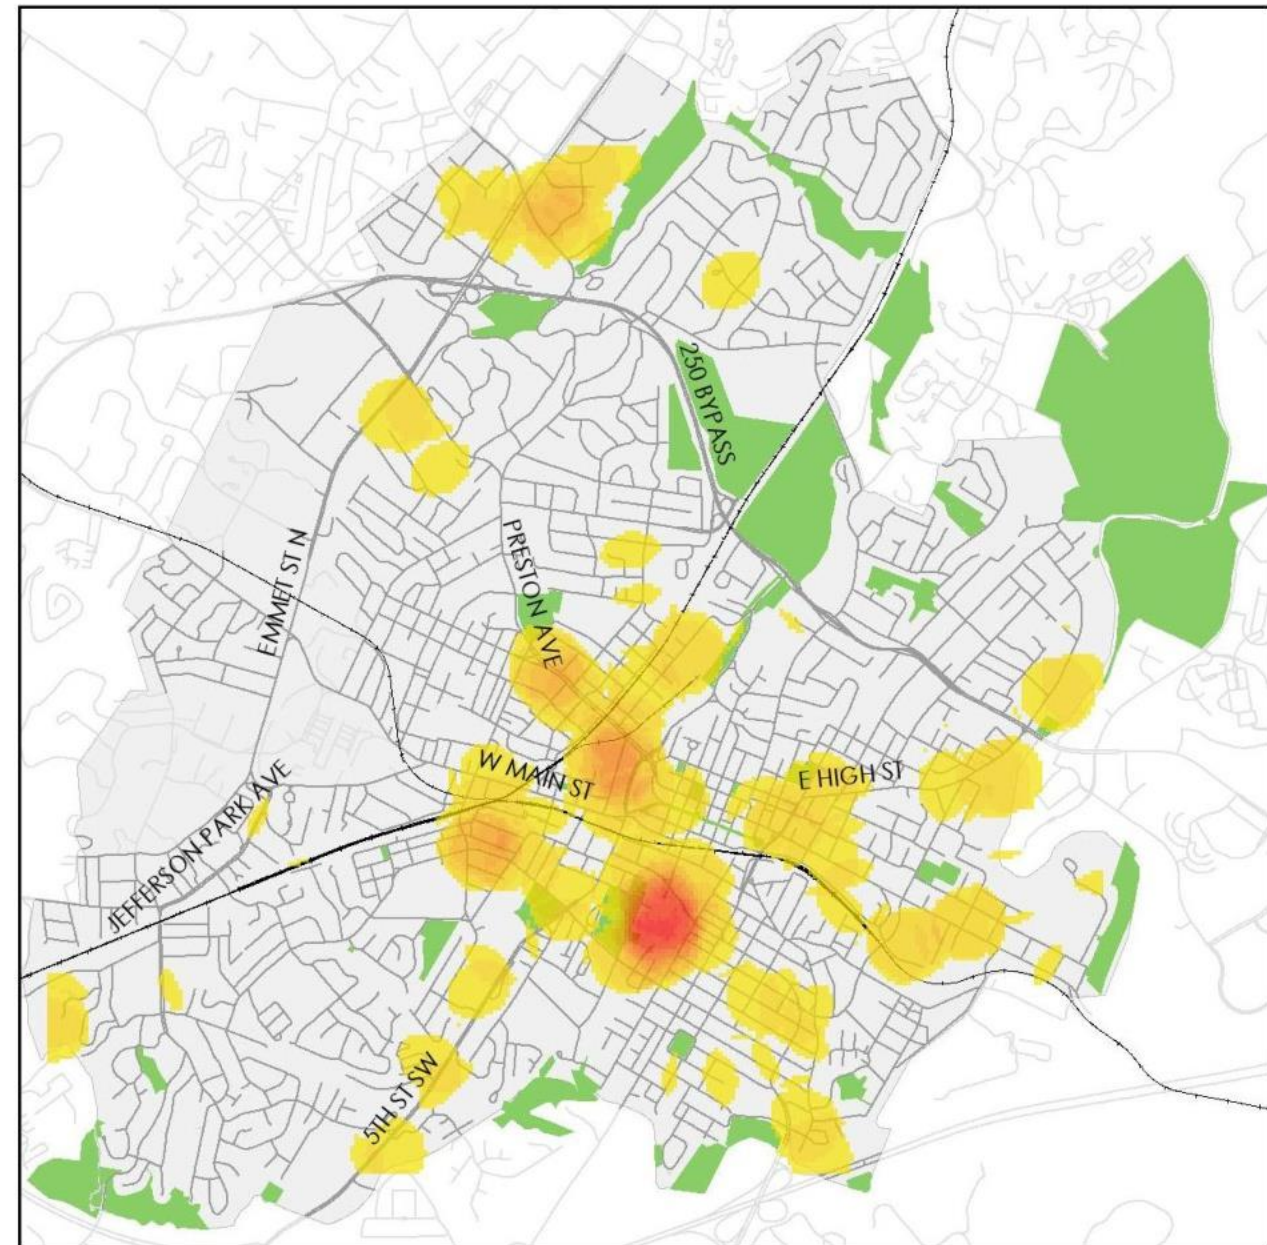 250 BYPASS
EMMET ST N
PRESTON AVE
W MAIN ST
E HIGH ST
JEFFERSON PARK AVE
5TH ST SW